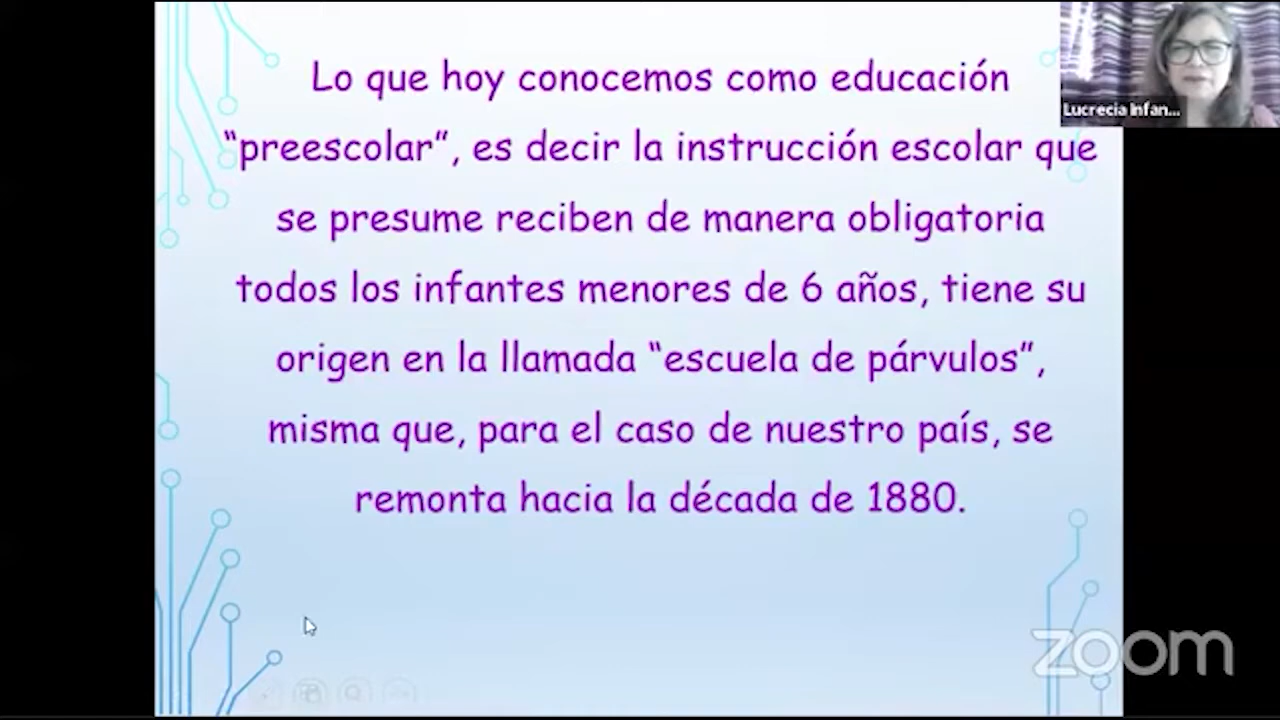 Lo que hoy conocemos como educación
“preescolar”, es decir la instrucción escolar que
se presume reciben de manera obligatoria
todos los infantes menores de 6 años, tiene su
origen en la llamada “escuela de párvulos”,
misma que, para el caso de nuestro país, se
remonta hacia la década de 1880.
Lucrecia Infan...
zoom